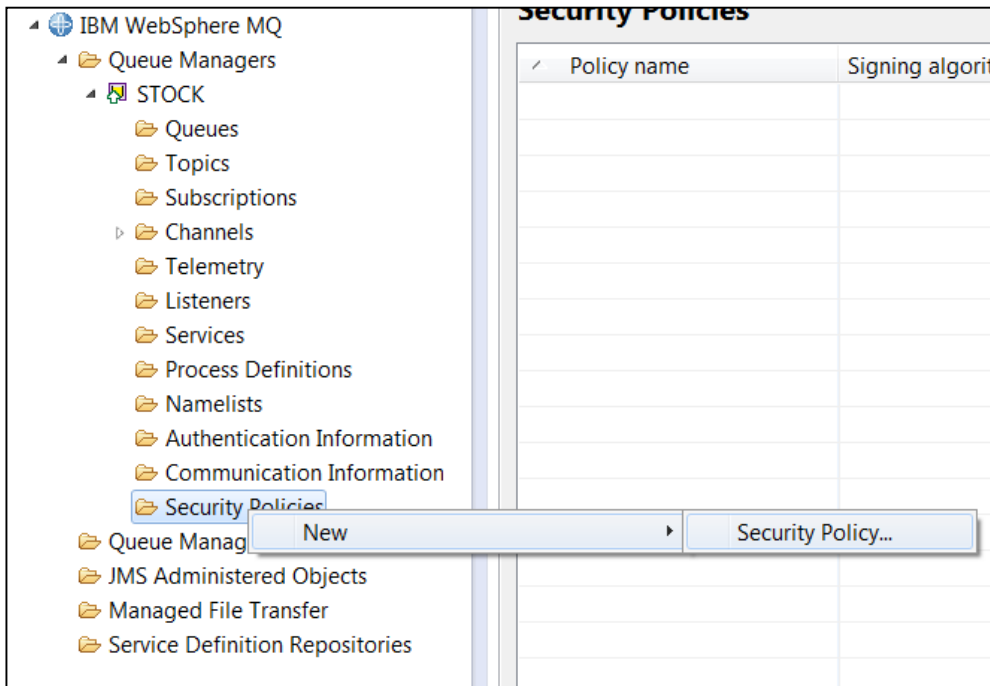 IBM WebSphere MQ
Queue Managers
STOCK
Queues
Topics
Subscriptions
Channels
Telemetry
Listeners
Services
Process Definitions
Namelists
Authentication Information
Communication Information
Security Policies
Queue Manag
JMS Administered Objects
Managed File Transfer
Service Definition Repositories
New
Security Policy...
Security Policies
Policy name
Signing algorit